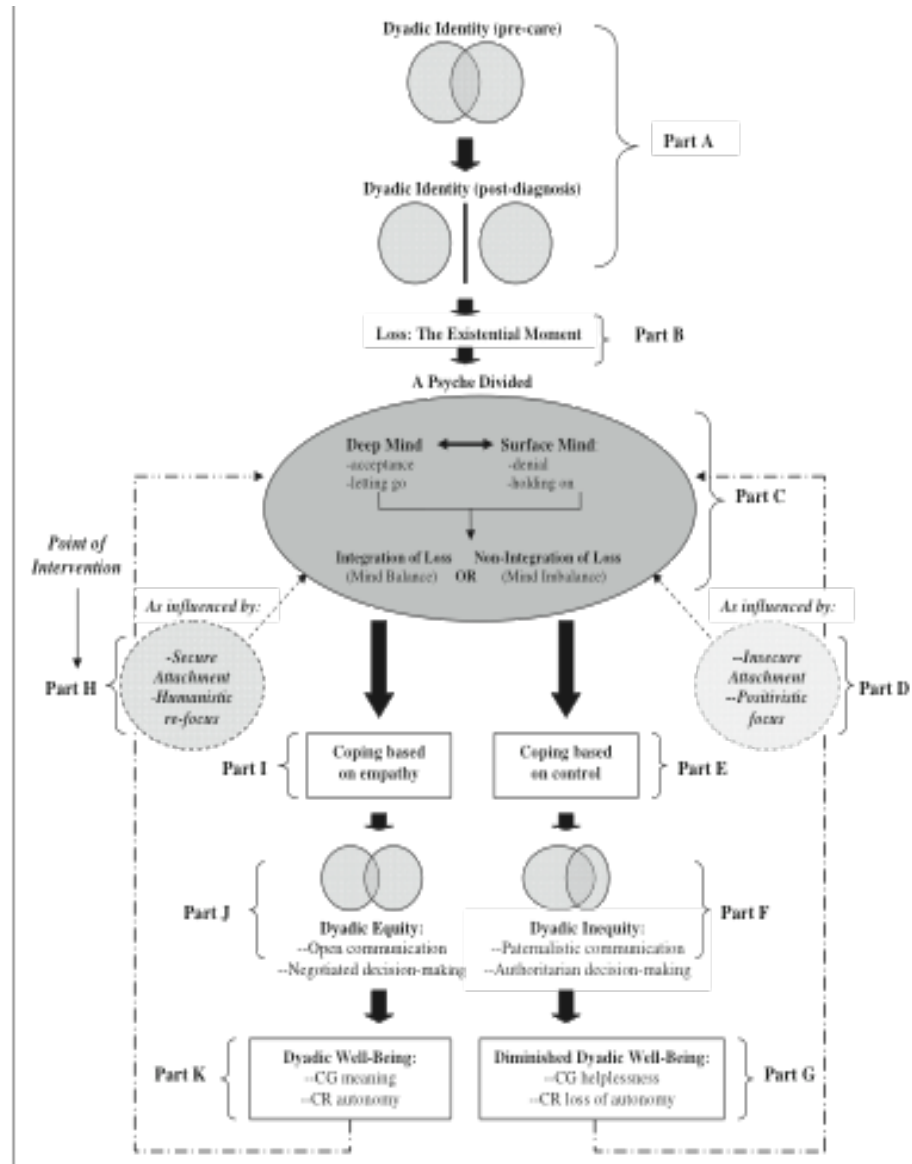 Dyadic Identity (pre-care)
Part A
Dyadic Identity (post-diagnosis)
Loss: The Existential Moment
Part B
A Psyche Divided
Deep Mind
-acceptance
-letting go
Surface Mind:
-denial
-holding on
Part C
Integration of Loss
(Mind Balance)
OR
Non-Integration of Loss
(Mind Imbalance)
Point of
Intervention
As influenced by:
Part H
-Secure
Attachment
-Humanistic
re-focus
As influenced by:
--Insecure
Attachment
--Positivistic
focus
Part D
Part I
Coping based
on empathy
Coping based
on control
Part E
Part J
Dyadic Equity:
--Open communication
--Negotiated decision-making
Dyadic Inequity:
--Paternalistic communication
--Authoritarian decision-making
Part F
Part K
Dyadic Well-Being:
--CG meaning
--CR autonomy
Diminished Dyadic Well-Being:
--CG helplessness
--CR loss of autonomy
Part G